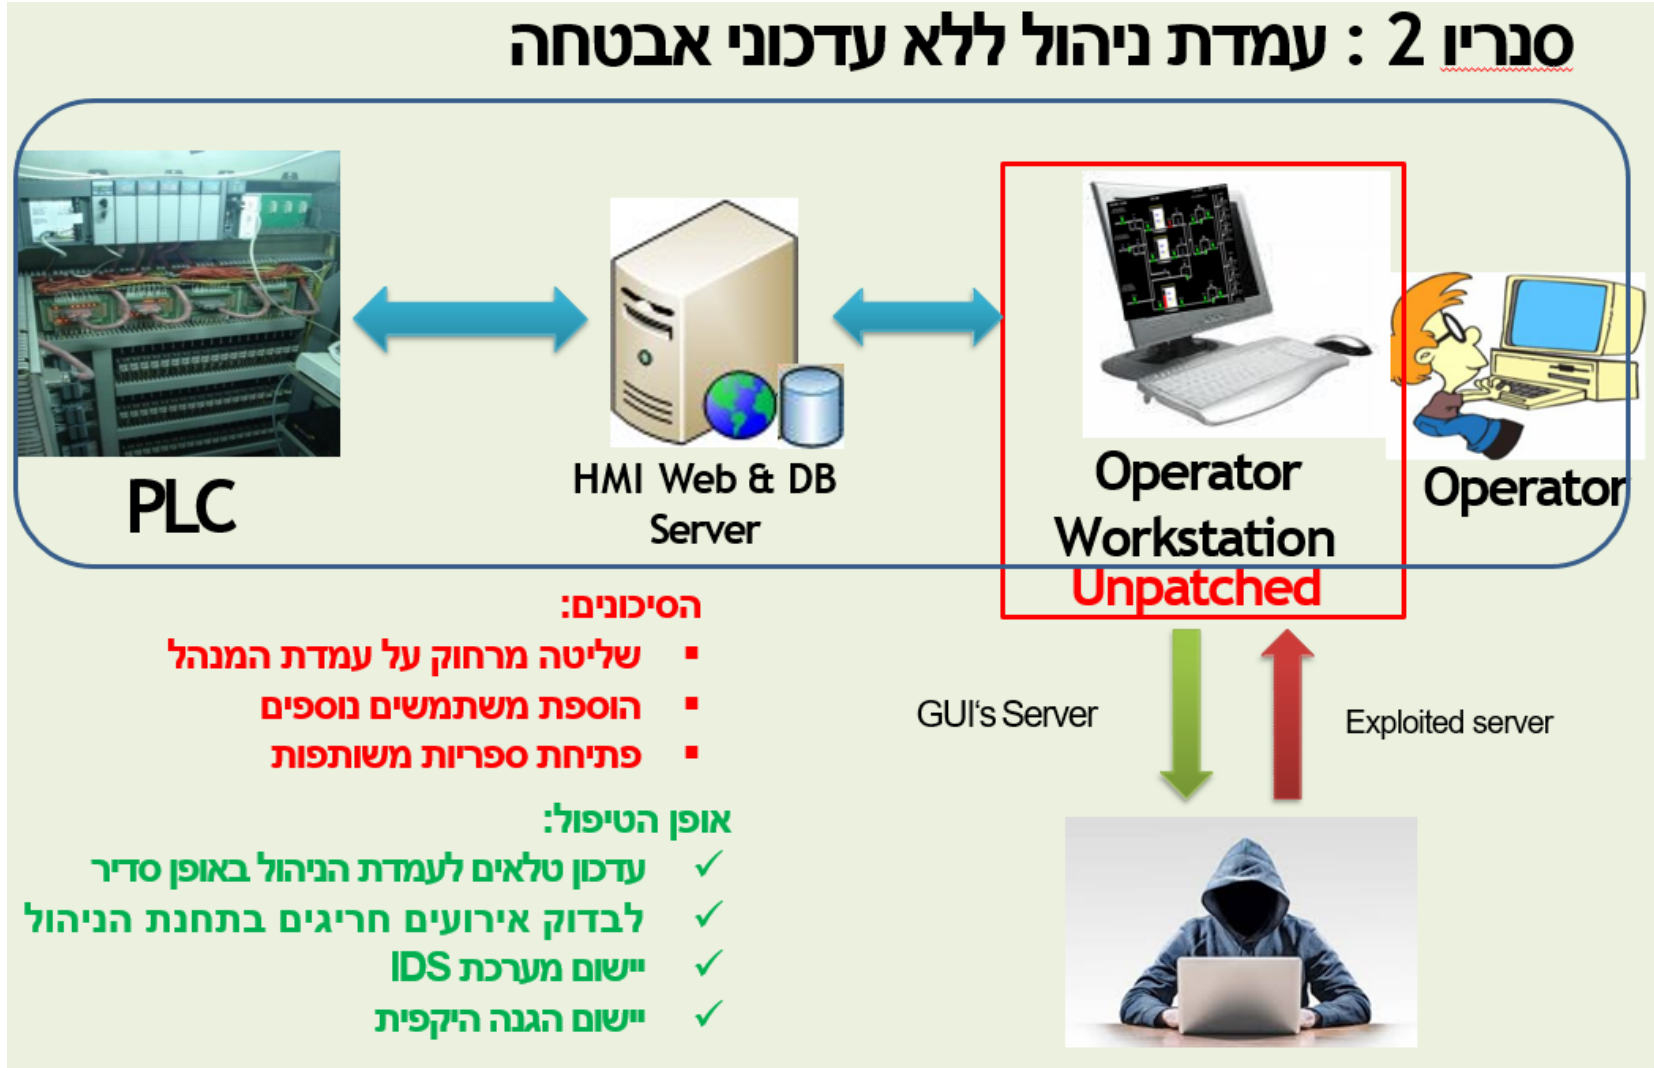 סנריו 2 : עמדת ניהול ללא עדכוני אבטחה
PLC
HMI Web & DB
Server
Operator
Workstation
Unpatched
Operator
הסיכונים:
▪ שליטה מרחוק על עמדת המנהל
▪ הוספת משתמשים נוספים
▪ פתיחת ספריות משותפות
GUI's Server
Exploited server
אופן הטיפול:
✓ עדכון טלאים לעמדת הניהול באופן סדיר
✓ לבדוק אירועים חריגים בתחנת הניהול
✓ יישום מערכת IDS
✓ יישום הגנה היקפית